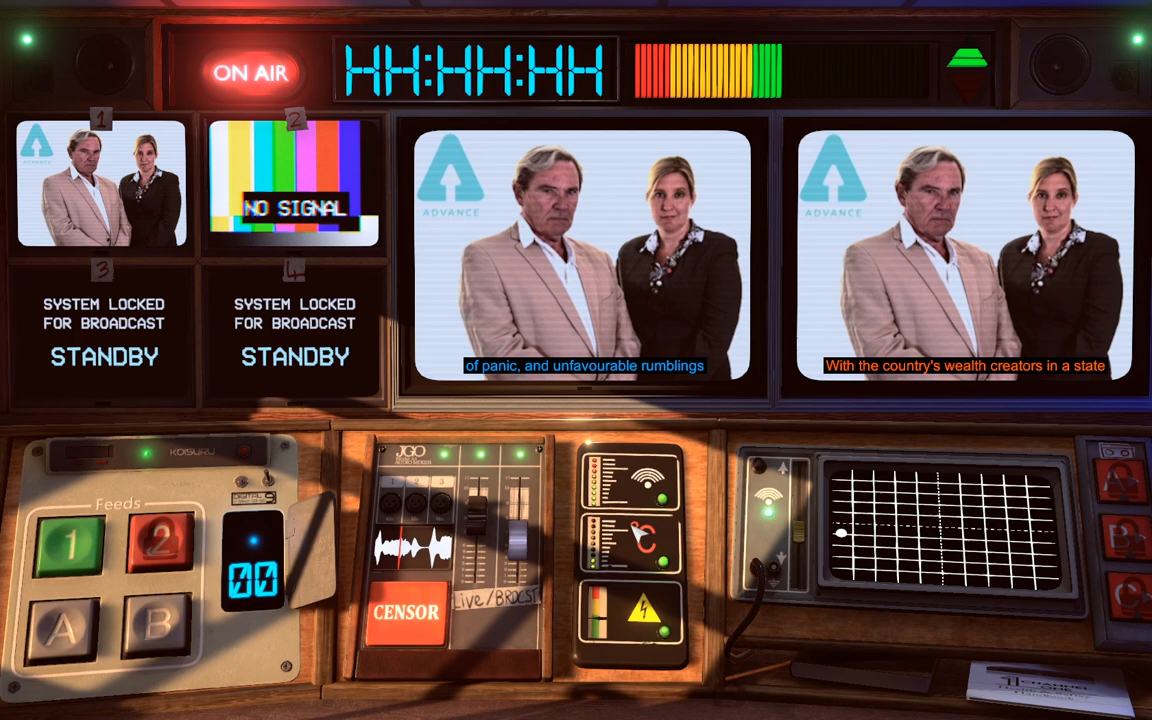 ON AIR
HH:HH:HH
1
2
ADVANCE
NO SIGNAL
ADVANCE
ADVANCE
3
4
SYSTEM LOCKED
FOR BROADCAST
STANDBY
SYSTEM LOCKED
FOR BROADCAST
STANDBY
of panic, and unfavourable rumblings
With the country's wealth creators in a state
KOISURU
JGO
Feeds
1
2
A
B
00
1 2 3
CENSOR
Live/BRDCST
°C
A
B
C
CHANNEL
ONE